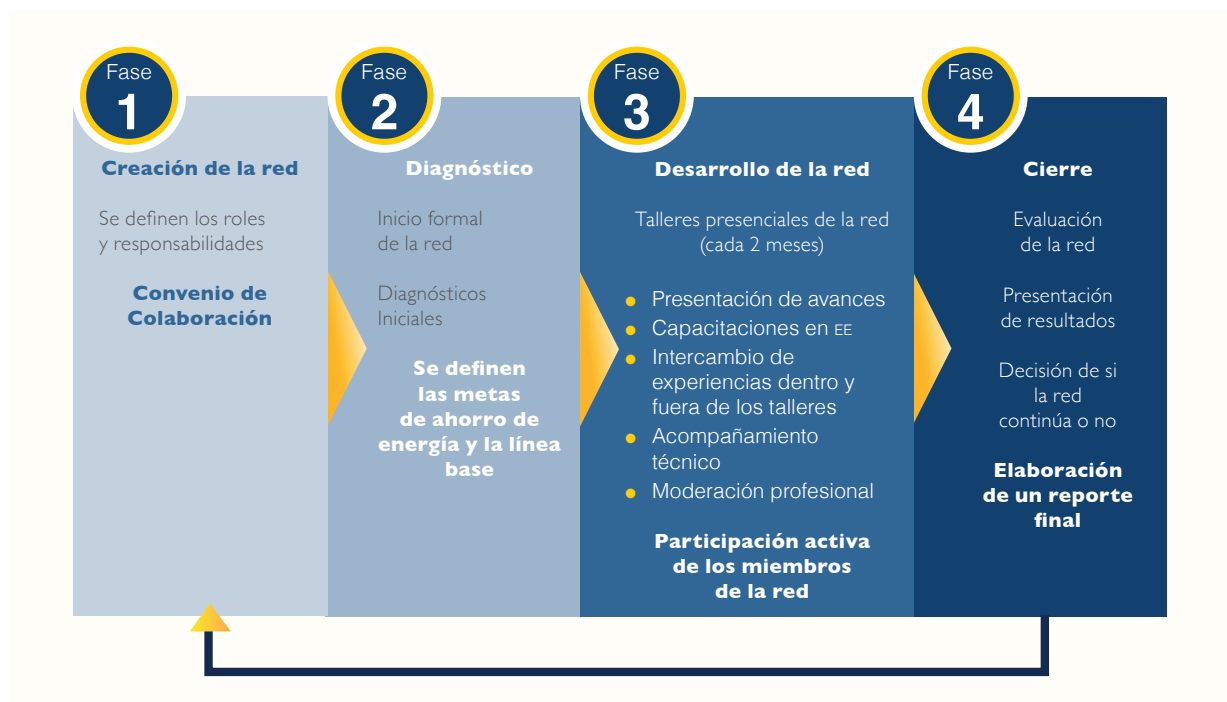 Fase
1
Creación de la red
Se definen los roles
y responsabilidades
Convenio de
Colaboración
Fase
2
Diagnóstico
Inicio formal
de la red
Diagnósticos
Iniciales
Se definen
las metas
de ahorro de
energía y la línea
base
Fase
3
Desarrollo de la red
Talleres presenciales de la red
(cada 2 meses)
Presentación de avances
Capacitaciones en EE
Intercambio de
experiencias dentro y
fuera de los talleres
Acompañamiento
técnico
Moderación profesional
Participación activa
de los miembros
de la red
Fase
4
Cierre
Evaluación
de la red
Presentación
de resultados
Decisión de si
la red
continúa o no
Elaboración
de un reporte
final